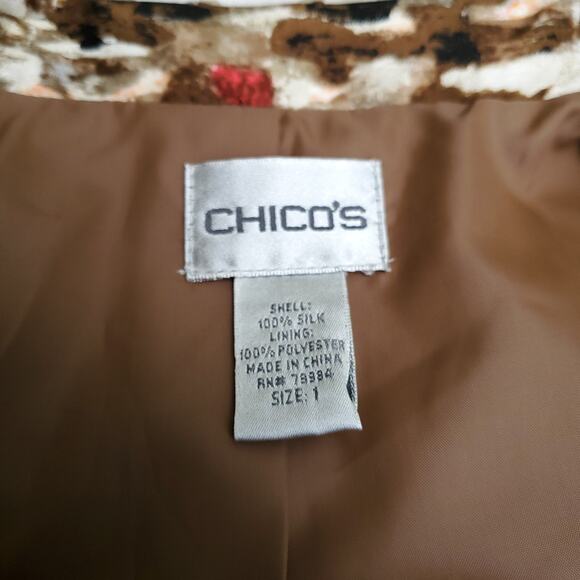 CHICO'S
SHELL:
100% SILK
LINING:
100% POLYESTER
MADE IN CHINA
RN# 79984
SIZE: 1